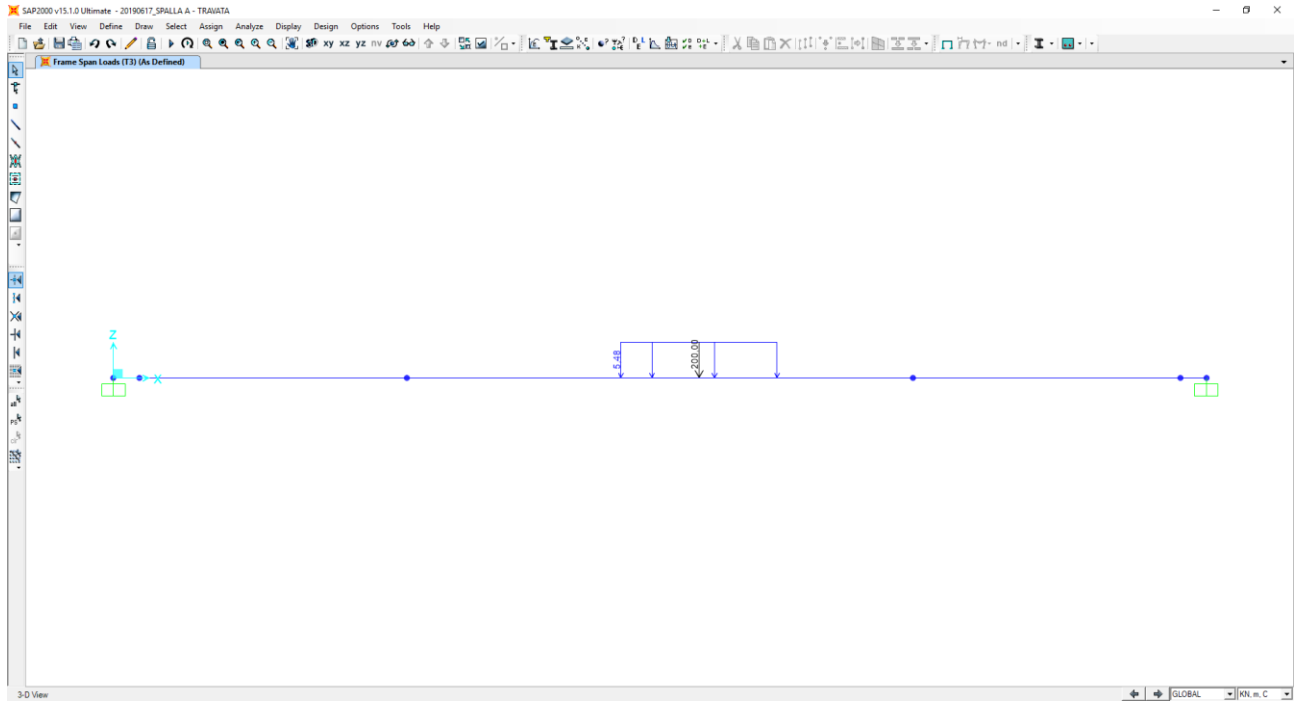 SAP2000 v15.1.0 Ultimate - 20190617_SPALLA A - TRAVATA
File Edit View Define Draw Select Assign Analyze Display Design Options Tools Help
xy xz yz nv nd
Frame Span Loads (T3) (As Defined)
Z
X
5.48
200.00
3-D View
GLOBAL
KN, m, C